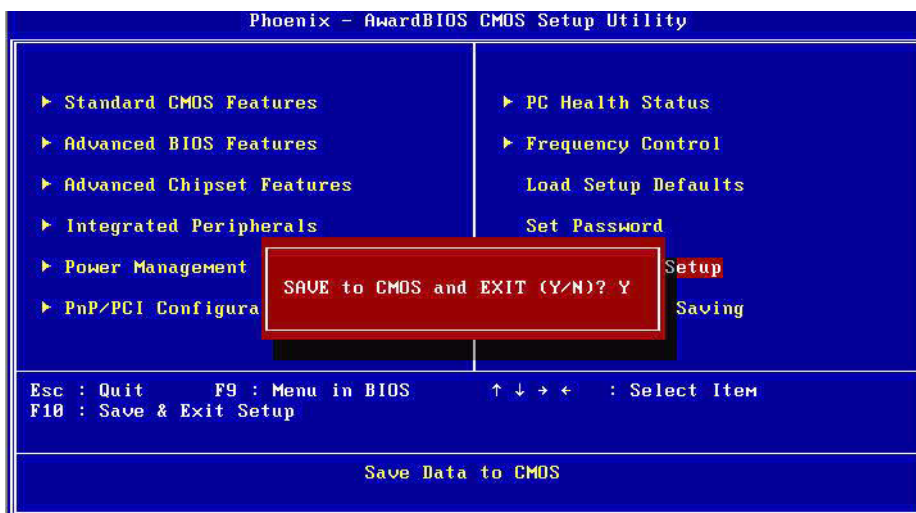 Phoenix - AwardBIOS CMOS Setup Utility
► Standard CMOS Features
► Advanced BIOS Features
► Advanced Chipset Features
► Integrated Peripherals
► Power Management
► PnP/PCI Configura
► PC Health Status
► Frequency Control
Load Setup Defaults
Set Password
Setup
Saving
SAVE to CMOS and EXIT (Y/N)? Y
Esc : Quit F9 : Menu in BIOS ↑ ↓ → ← : Select Item
F10 : Save & Exit Setup
Save Data to CMOS